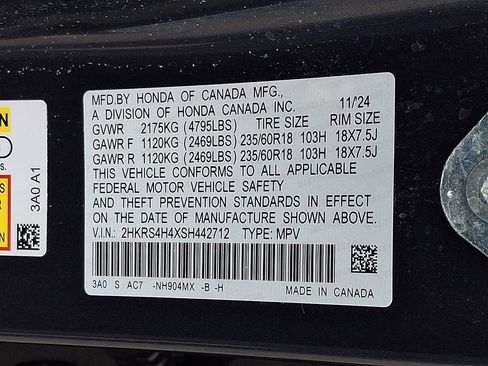 MFD.BY HONDA OF CANADA MFG.,
A DIVISION OF HONDA CANADA INC. 11/'24
GVWR 2175KG (4795LBS) TIRE SIZE RIM SIZE
GAWR F 1120KG (2469LBS) 235/60R18 103H 18X7.5J
GAWR R 1120KG (2469LBS) 235/60R18 103H 18X7.5J
THIS VEHICLE CONFORMS TO ALL APPLICABLE
FEDERAL MOTOR VEHICLE SAFETY
AND THEFT PREVENTION STANDARDS IN EFFECT
ON THE DATE OF MANUFACTURE SHOWN ABOVE.
V.I.N.: 2HKRS4H4XSH442712 TYPE: MPV
3A0 S AC7 -NH904MX -B -H MADE IN CANADA
3A0 A1